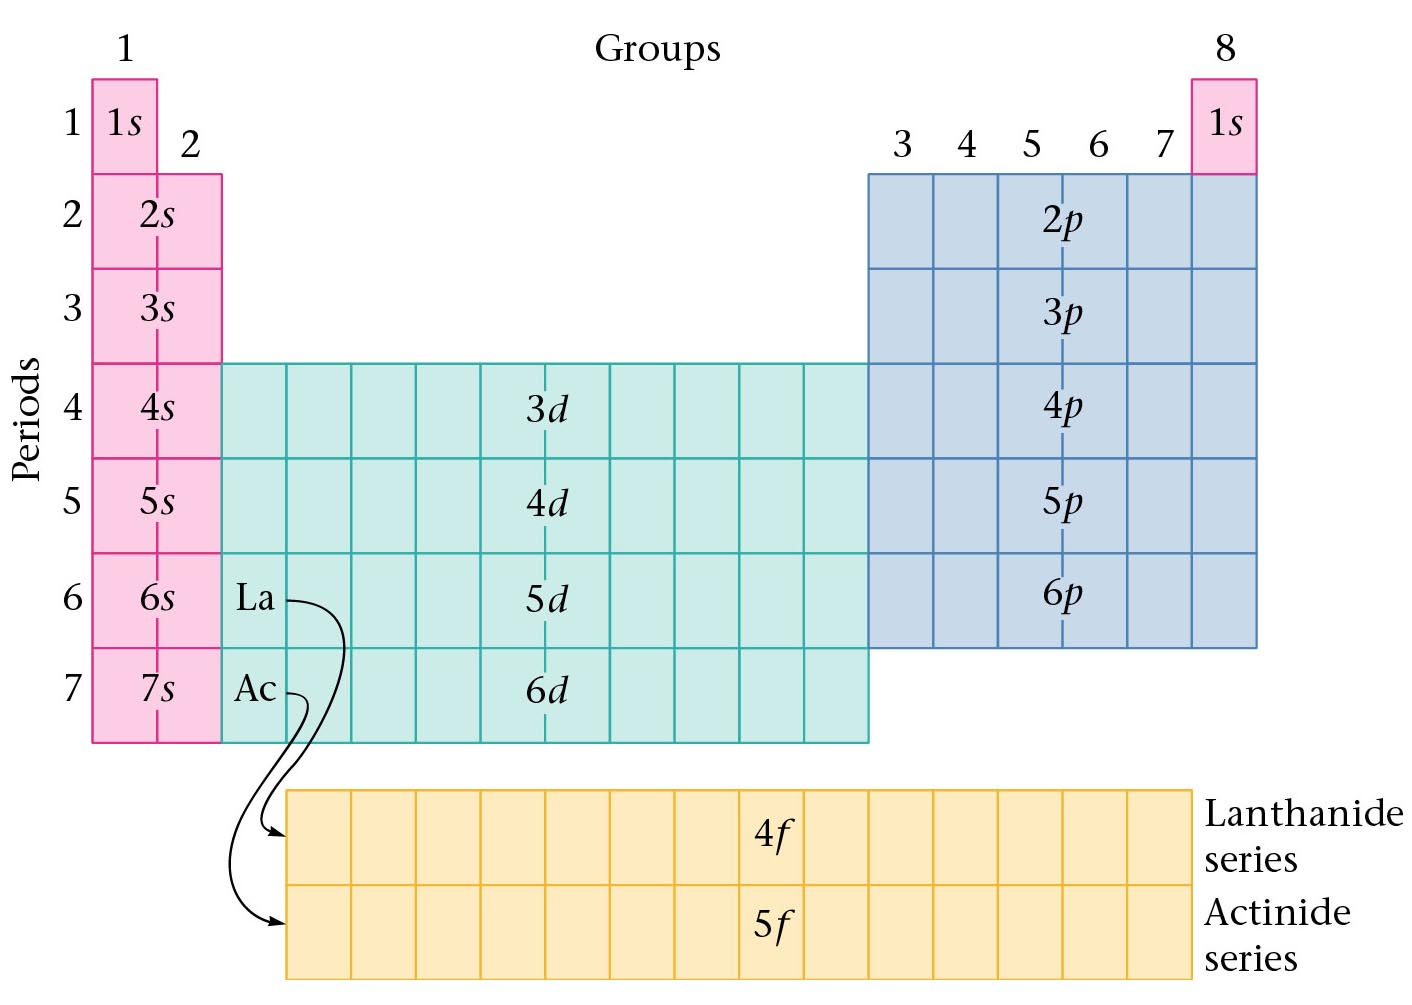 1 Groups 8
1 1s 2 3 4 5 6 7 1s
2 2s 2p
3 3s 3p
Periods
4 4s 3d 4p
5 5s 4d 5p
6 6s La 5d 6p
7 7s Ac 6d
4f Lanthanide
series
5f Actinide
series